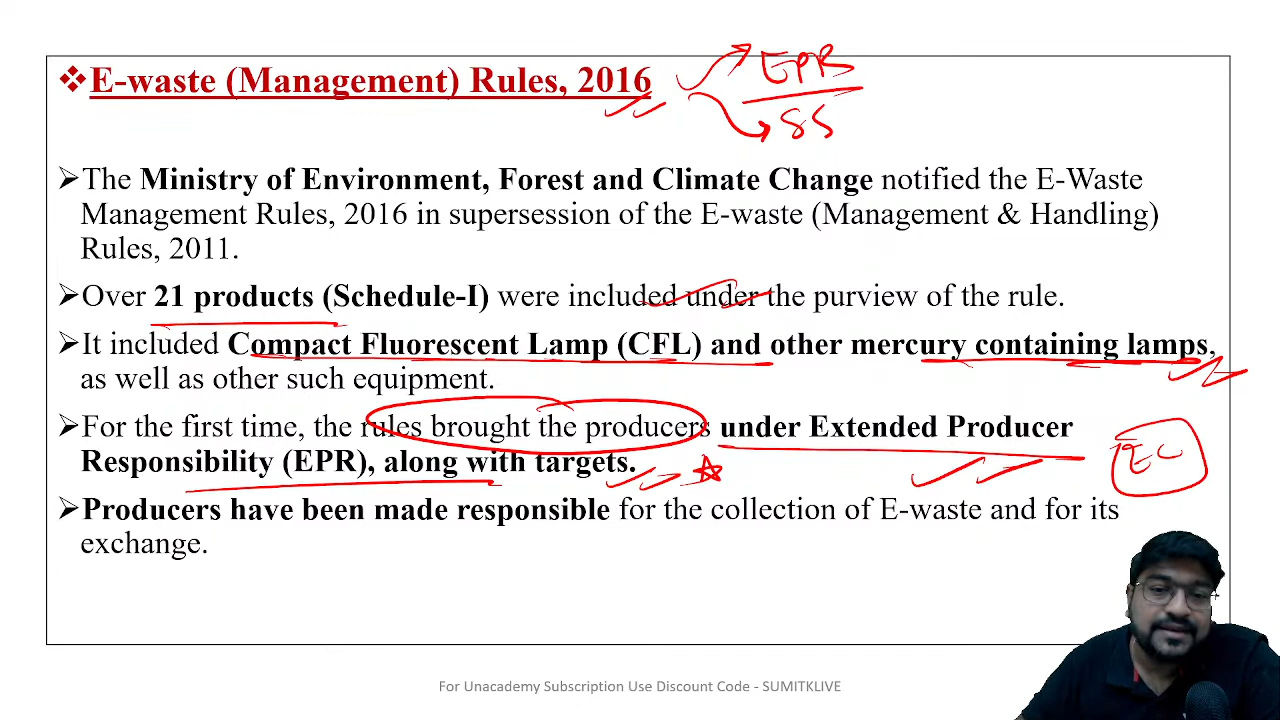 ❖E-waste (Management) Rules, 2016
EPR
SS
➤The Ministry of Environment, Forest and Climate Change notified the E-Waste
Management Rules, 2016 in supersession of the E-waste (Management & Handling)
Rules, 2011.
➤Over 21 products (Schedule-I) were included under the purview of the rule.
➤It included Compact Fluorescent Lamp (CFL) and other mercury containing lamps,
as well as other such equipment.
➤For the first time, the rules brought the producers under Extended Producer
Responsibility (EPR), along with targets.
EC
➤Producers have been made responsible for the collection of E-waste and for its
exchange.
For Unacademy Subscription Use Discount Code - SUMITKLIVE